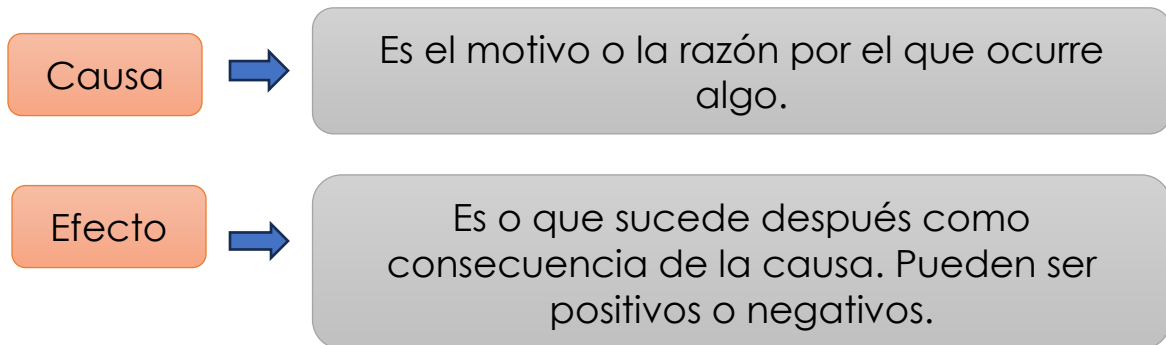 Causa
Es el motivo o la razón por el que ocurre
algo.
Efecto
Es o que sucede después como
consecuencia de la causa. Pueden ser
positivos o negativos.